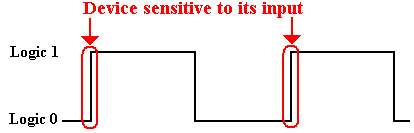 Device sensitive to its input
Logic 1
Logic 0